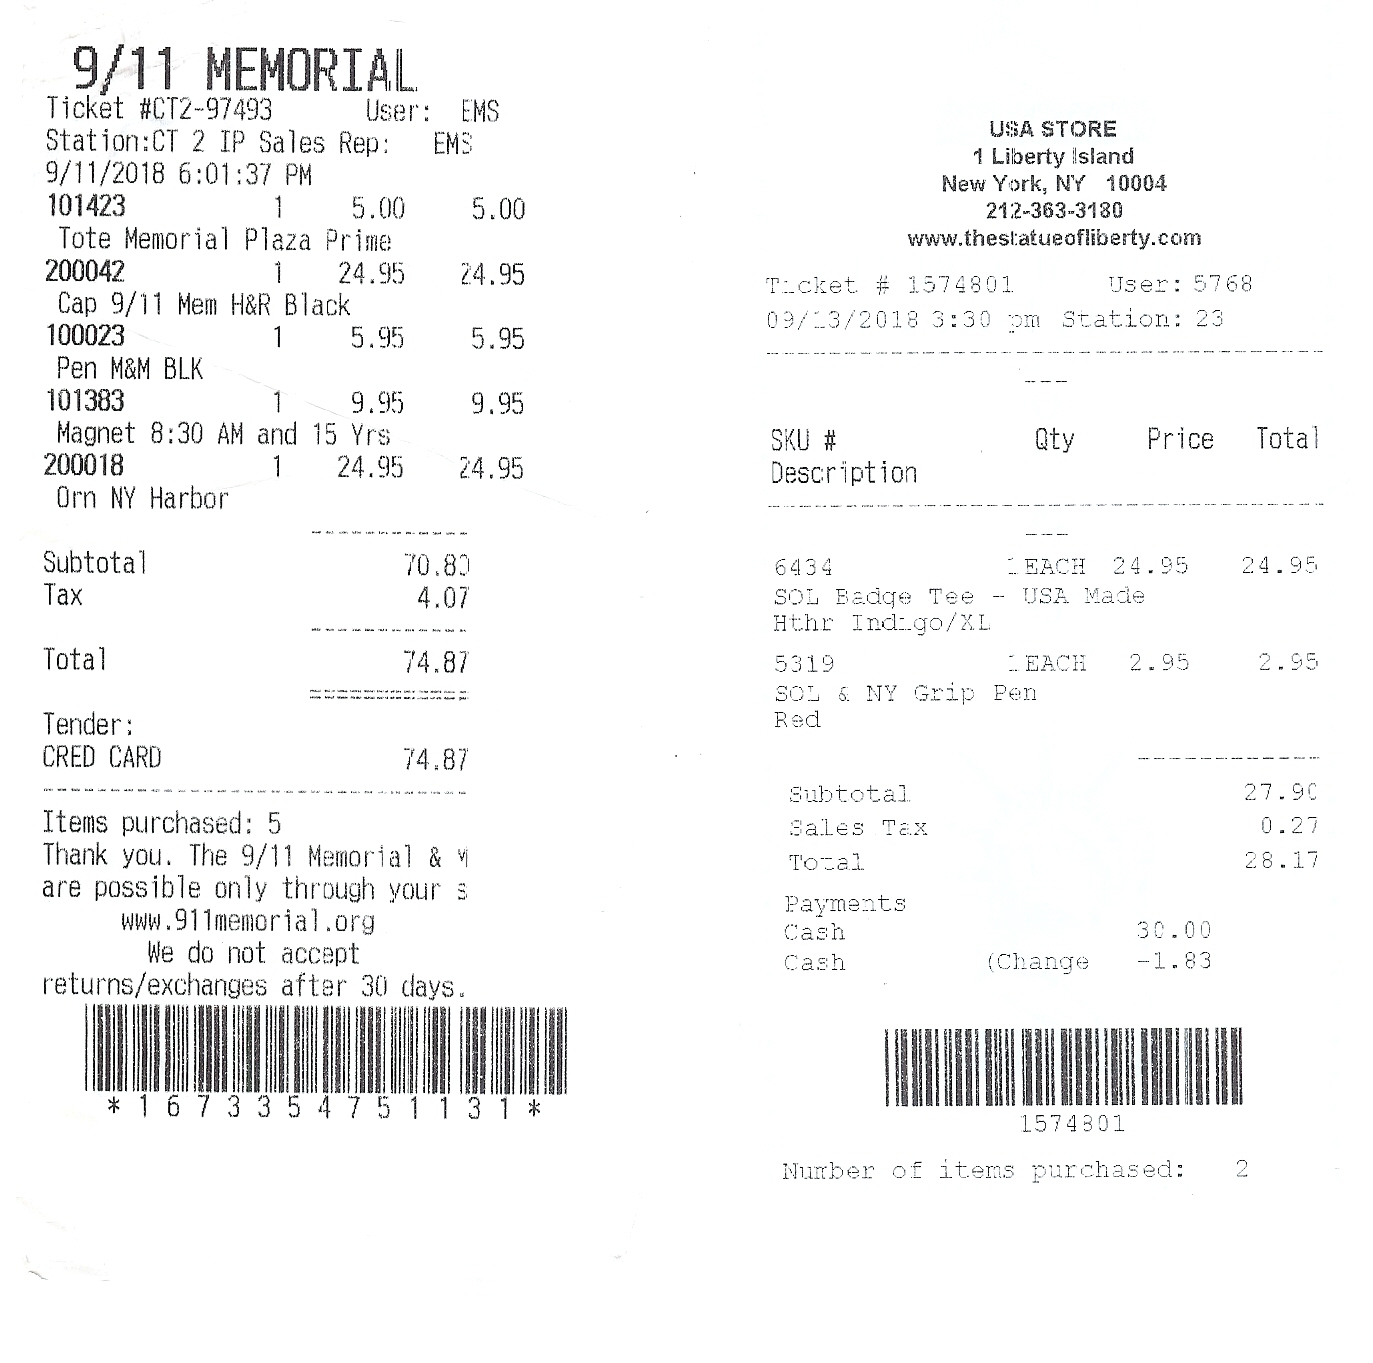 9/11 MEMORIAL
Ticket #CT2-97493 User: EMS
Station:CT 2 IP Sales Rep: EMS
9/11/2018 6:01:37 PM
101423 1 5.00 5.00
Tote Memorial Plaza Prime
200042 1 24.95 24.95
Cap 9/11 Mem H&R Black
100023 1 5.95 5.95
Pen M&M BLK
101383 1 9.95 9.95
Magnet 8:30 AM and 15 Yrs
200018 1 24.95 24.95
Orn NY Harbor
Subtotal 70.80
Tax 4.07
Total 74.87
Tender:
CRED CARD 74.87
Items purchased: 5
Thank you. The 9/11 Memorial &
are possible only through your s
www.911memorial.org
We do not accept
returns/exchanges after 30 days.
*1673354751131*
USA STORE
1 Liberty Island
New York, NY 10004
212-363-3180
www.thestatueofliberty.com
Ticket # 1574801 User: 5768
09/13/2018 3:30 pm Station: 23
SKU # Qty Price Total
Description
6434 1 EACH 24.95 24.95
SOL Badge Tee - USA Made
Hthr Indigo/XL
5319 1 EACH 2.95 2.95
SOL & NY Grip Pen
Red
Subtotal 27.90
Sales Tax 0.27
Total 28.17
Payments
Cash 30.00
Cash (Change -1.83
1574801
Number of items purchased: 2